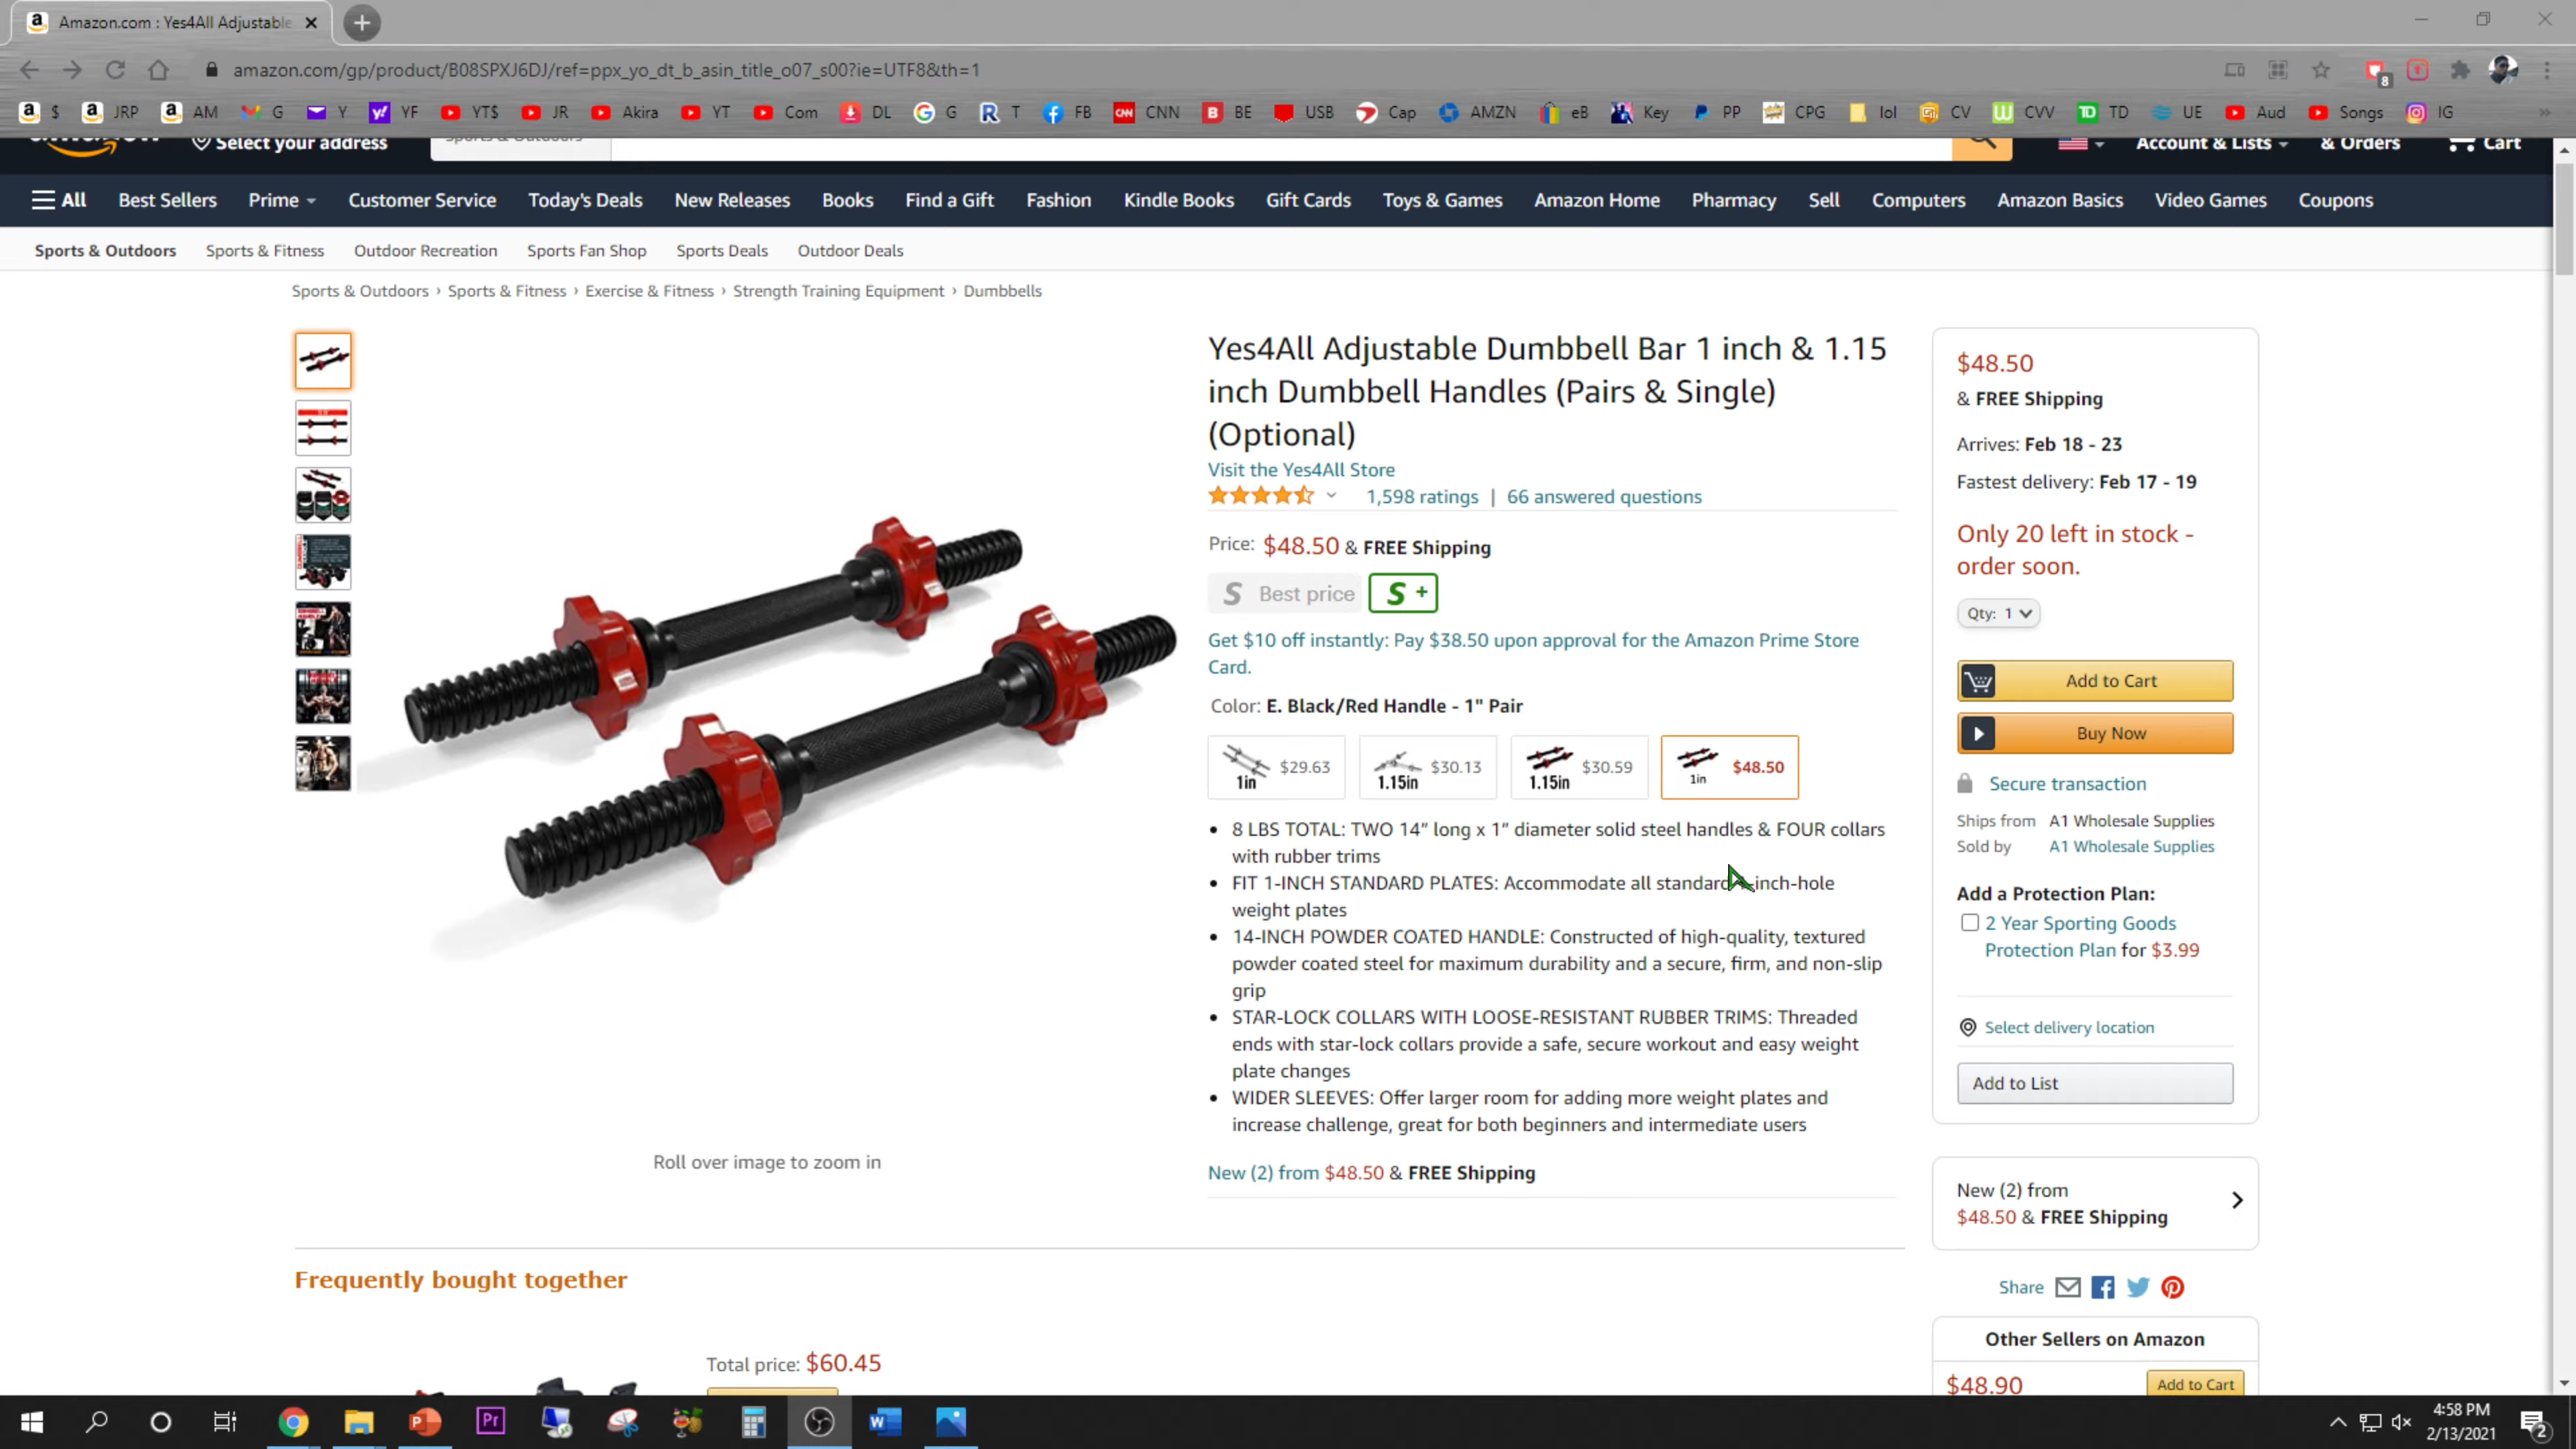 Amazon.com : Yes4All Adjustable
amazon.com/gp/product/B08SPXJ6DJ/ref=ppx_yo_dt_b_asin_title_o07_s00?ie=UTF8&th=1
8
$ JRP AM G Y YF YT$ JR Akira YT Com DL G T FB CNN BE USB Cap AMZN eB Key PP CPG lol CV CVV TD UE Aud Songs IG
Select your address Sports & Outdoors Account & Lists & Orders Cart
All Best Sellers Prime Customer Service Today's Deals New Releases Books Find a Gift Fashion Kindle Books Gift Cards Toys & Games Amazon Home Pharmacy Sell Computers Amazon Basics Video Games Coupons
Sports & Outdoors Sports & Fitness Outdoor Recreation Sports Fan Shop Sports Deals Outdoor Deals
Sports & Outdoors › Sports & Fitness › Exercise & Fitness › Strength Training Equipment › Dumbbells
Yes4All Adjustable Dumbbell Bar 1 inch & 1.15
inch Dumbbell Handles (Pairs & Single)
(Optional)
Visit the Yes4All Store
1,598 ratings | 66 answered questions
Price: $48.50 & FREE Shipping
S Best price S +
Get $10 off instantly: Pay $38.50 upon approval for the Amazon Prime Store
Card.
Color: E. Black/Red Handle - 1" Pair
1in $29.63 1.15in $30.13 1.15in $30.59 1in $48.50
• 8 LBS TOTAL: TWO 14” long x 1” diameter solid steel handles & FOUR collars
with rubber trims
• FIT 1-INCH STANDARD PLATES: Accommodate all standard -inch-hole
weight plates
• 14-INCH POWDER COATED HANDLE: Constructed of high-quality, textured
powder coated steel for maximum durability and a secure, firm, and non-slip
grip
• STAR-LOCK COLLARS WITH LOOSE-RESISTANT RUBBER TRIMS: Threaded
ends with star-lock collars provide a safe, secure workout and easy weight
plate changes
• WIDER SLEEVES: Offer larger room for adding more weight plates and
increase challenge, great for both beginners and intermediate users
New (2) from $48.50 & FREE Shipping
Roll over image to zoom in
$48.50
& FREE Shipping
Arrives: Feb 18 - 23
Fastest delivery: Feb 17 - 19
Only 20 left in stock -
order soon.
Qty: 1
Add to Cart
Buy Now
Secure transaction
Ships from A1 Wholesale Supplies
Sold by A1 Wholesale Supplies
Add a Protection Plan:
2 Year Sporting Goods
Protection Plan for $3.99
Select delivery location
Add to List
New (2) from
$48.50 & FREE Shipping
Share
Other Sellers on Amazon
$48.90 Add to Cart
Frequently bought together
Total price: $60.45
4:58 PM
2/13/2021
2